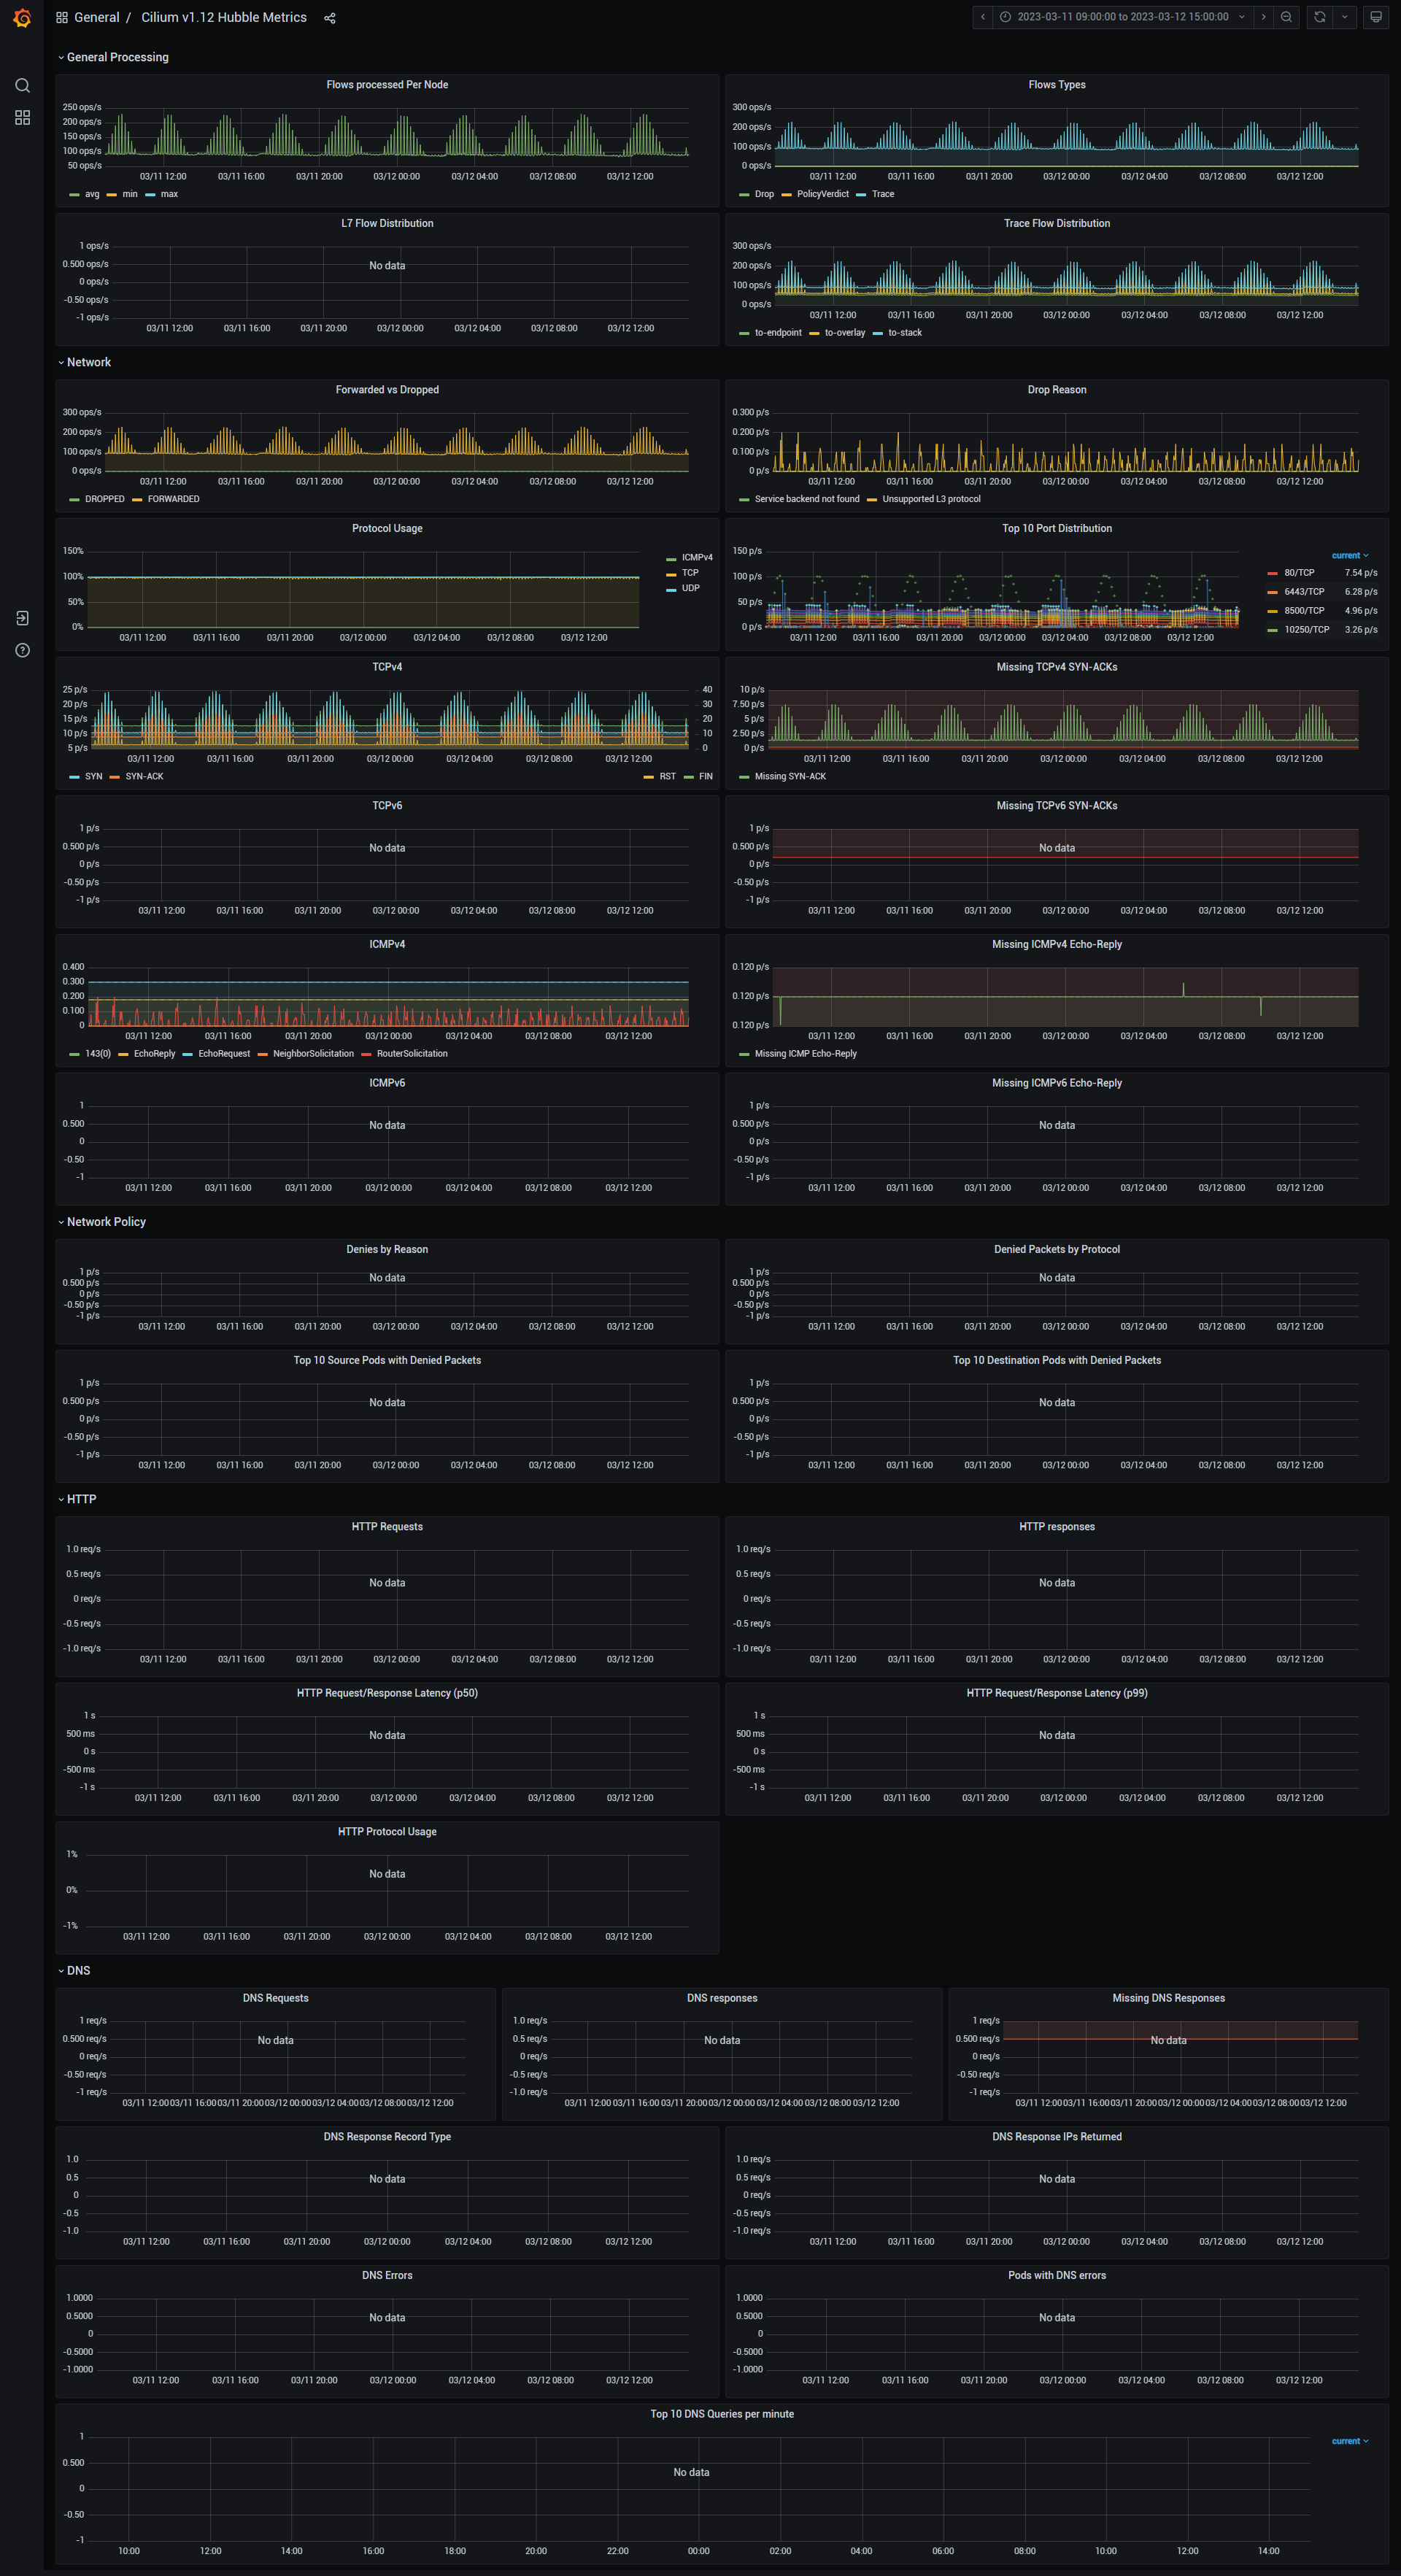 General / Cilium v1.12 Hubble Metrics
2023-03-11 09:00:00 to 2023-03-12 15:00:00
General Processing
Flows processed Per Node
250 ops/s
200 ops/s
150 ops/s
100 ops/s
50 ops/s
03/11 12:00 03/11 16:00 03/11 20:00 03/12 00:00 03/12 04:00 03/12 08:00 03/12 12:00
avg min max
Flows Types
300 ops/s
200 ops/s
100 ops/s
0 ops/s
03/11 12:00 03/11 16:00 03/11 20:00 03/12 00:00 03/12 04:00 03/12 08:00 03/12 12:00
Drop PolicyVerdict Trace
L7 Flow Distribution
1 ops/s
0.500 ops/s
0 ops/s
-0.50 ops/s
-1 ops/s
No data
03/11 12:00 03/11 16:00 03/11 20:00 03/12 00:00 03/12 04:00 03/12 08:00 03/12 12:00
Trace Flow Distribution
300 ops/s
200 ops/s
100 ops/s
0 ops/s
03/11 12:00 03/11 16:00 03/11 20:00 03/12 00:00 03/12 04:00 03/12 08:00 03/12 12:00
to-endpoint to-overlay to-stack
Network
Forwarded vs Dropped
300 ops/s
200 ops/s
100 ops/s
0 ops/s
03/11 12:00 03/11 16:00 03/11 20:00 03/12 00:00 03/12 04:00 03/12 08:00 03/12 12:00
DROPPED FORWARDED
Drop Reason
0.300 p/s
0.200 p/s
0.100 p/s
0 p/s
03/11 12:00 03/11 16:00 03/11 20:00 03/12 00:00 03/12 04:00 03/12 08:00 03/12 12:00
Service backend not found Unsupported L3 protocol
Protocol Usage
150%
100%
50%
0%
03/11 12:00 03/11 16:00 03/11 20:00 03/12 00:00 03/12 04:00 03/12 08:00 03/12 12:00
ICMPv4
TCP
UDP
Top 10 Port Distribution
150 p/s
100 p/s
50 p/s
0 p/s
03/11 12:00 03/11 16:00 03/11 20:00 03/12 00:00 03/12 04:00 03/12 08:00 03/12 12:00
current
80/TCP 7.54 p/s
6443/TCP 6.28 p/s
8500/TCP 4.96 p/s
10250/TCP 3.26 p/s
TCPv4
25 p/s
20 p/s
15 p/s
10 p/s
5 p/s
40
30
20
10
0
03/11 12:00 03/11 16:00 03/11 20:00 03/12 00:00 03/12 04:00 03/12 08:00 03/12 12:00
SYN SYN-ACK RST FIN
Missing TCPv4 SYN-ACKs
10 p/s
7.50 p/s
5 p/s
2.50 p/s
0 p/s
03/11 12:00 03/11 16:00 03/11 20:00 03/12 00:00 03/12 04:00 03/12 08:00 03/12 12:00
Missing SYN-ACK
TCPv6
1 p/s
0.500 p/s
0 p/s
-0.50 p/s
-1 p/s
No data
03/11 12:00 03/11 16:00 03/11 20:00 03/12 00:00 03/12 04:00 03/12 08:00 03/12 12:00
Missing TCPv6 SYN-ACKs
1 p/s
0.500 p/s
0 p/s
-0.50 p/s
-1 p/s
No data
03/11 12:00 03/11 16:00 03/11 20:00 03/12 00:00 03/12 04:00 03/12 08:00 03/12 12:00
ICMPv4
0.400
0.300
0.200
0.100
0
03/11 12:00 03/11 16:00 03/11 20:00 03/12 00:00 03/12 04:00 03/12 08:00 03/12 12:00
143(0) EchoReply EchoRequest NeighborSolicitation RouterSolicitation
Missing ICMPv4 Echo-Reply
0.120 p/s
0.120 p/s
0.120 p/s
03/11 12:00 03/11 16:00 03/11 20:00 03/12 00:00 03/12 04:00 03/12 08:00 03/12 12:00
Missing ICMP Echo-Reply
ICMPv6
1
0.500
0
-0.50
-1
No data
03/11 12:00 03/11 16:00 03/11 20:00 03/12 00:00 03/12 04:00 03/12 08:00 03/12 12:00
Missing ICMPv6 Echo-Reply
1 p/s
0.500 p/s
0 p/s
-0.50 p/s
-1 p/s
No data
03/11 12:00 03/11 16:00 03/11 20:00 03/12 00:00 03/12 04:00 03/12 08:00 03/12 12:00
Network Policy
Denies by Reason
1 p/s
0.500 p/s
0 p/s
-0.50 p/s
-1 p/s
No data
03/11 12:00 03/11 16:00 03/11 20:00 03/12 00:00 03/12 04:00 03/12 08:00 03/12 12:00
Denied Packets by Protocol
1 p/s
0.500 p/s
0 p/s
-0.50 p/s
-1 p/s
No data
03/11 12:00 03/11 16:00 03/11 20:00 03/12 00:00 03/12 04:00 03/12 08:00 03/12 12:00
Top 10 Source Pods with Denied Packets
1 p/s
0.500 p/s
0 p/s
-0.50 p/s
-1 p/s
No data
03/11 12:00 03/11 16:00 03/11 20:00 03/12 00:00 03/12 04:00 03/12 08:00 03/12 12:00
Top 10 Destination Pods with Denied Packets
1 p/s
0.500 p/s
0 p/s
-0.50 p/s
-1 p/s
No data
03/11 12:00 03/11 16:00 03/11 20:00 03/12 00:00 03/12 04:00 03/12 08:00 03/12 12:00
HTTP
HTTP Requests
1.0 req/s
0.5 req/s
0 req/s
-0.5 req/s
-1.0 req/s
No data
03/11 12:00 03/11 16:00 03/11 20:00 03/12 00:00 03/12 04:00 03/12 08:00 03/12 12:00
HTTP responses
1.0 req/s
0.5 req/s
0 req/s
-0.5 req/s
-1.0 req/s
No data
03/11 12:00 03/11 16:00 03/11 20:00 03/12 00:00 03/12 04:00 03/12 08:00 03/12 12:00
HTTP Request/Response Latency (p50)
1 s
500 ms
0 s
-500 ms
-1 s
No data
03/11 12:00 03/11 16:00 03/11 20:00 03/12 00:00 03/12 04:00 03/12 08:00 03/12 12:00
HTTP Request/Response Latency (p99)
1 s
500 ms
0 s
-500 ms
-1 s
No data
03/11 12:00 03/11 16:00 03/11 20:00 03/12 00:00 03/12 04:00 03/12 08:00 03/12 12:00
HTTP Protocol Usage
1%
0%
-1%
No data
03/11 12:00 03/11 16:00 03/11 20:00 03/12 00:00 03/12 04:00 03/12 08:00 03/12 12:00
DNS
DNS Requests
1 req/s
0.500 req/s
0 req/s
-0.50 req/s
-1 req/s
No data
03/11 12:00 03/11 16:00 03/11 20:00 03/12 00:00 03/12 04:00 03/12 08:00 03/12 12:00
DNS responses
1.0 req/s
0.5 req/s
0 req/s
-0.5 req/s
-1.0 req/s
No data
03/11 12:00 03/11 16:00 03/11 20:00 03/12 00:00 03/12 04:00 03/12 08:00 03/12 12:00
Missing DNS Responses
1 req/s
0.500 req/s
0 req/s
-0.50 req/s
-1 req/s
No data
03/11 12:00 03/11 16:00 03/11 20:00 03/12 00:00 03/12 04:00 03/12 08:00 03/12 12:00
DNS Response Record Type
1.0
0.5
0
-0.5
-1.0
No data
03/11 12:00 03/11 16:00 03/11 20:00 03/12 00:00 03/12 04:00 03/12 08:00 03/12 12:00
DNS Response IPs Returned
1.0 req/s
0.5 req/s
0 req/s
-0.5 req/s
-1.0 req/s
No data
03/11 12:00 03/11 16:00 03/11 20:00 03/12 00:00 03/12 04:00 03/12 08:00 03/12 12:00
DNS Errors
1.0000
0.5000
0
-0.5000
-1.0000
No data
03/11 12:00 03/11 16:00 03/11 20:00 03/12 00:00 03/12 04:00 03/12 08:00 03/12 12:00
Pods with DNS errors
1.0000
0.5000
0
-0.5000
-1.0000
No data
03/11 12:00 03/11 16:00 03/11 20:00 03/12 00:00 03/12 04:00 03/12 08:00 03/12 12:00
Top 10 DNS Queries per minute
1
0.500
0
-0.50
-1
No data
10:00 12:00 14:00 16:00 18:00 20:00 22:00 00:00 02:00 04:00 06:00 08:00 10:00 12:00 14:00
current